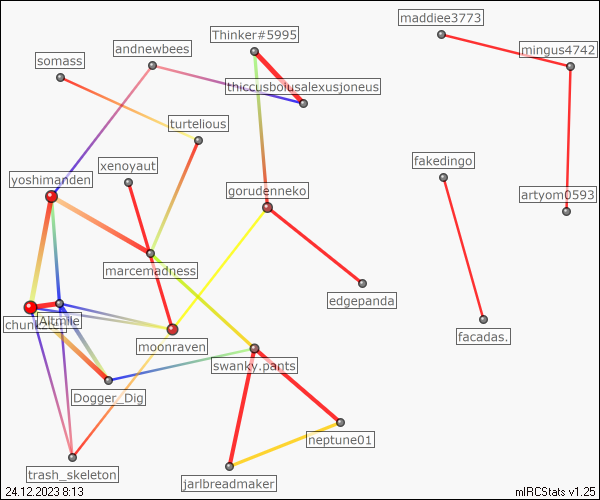 maddiee3773
Thinker#5995
andnewbees
mingus4742
somass
thiccusboiusalexusjoneus
turtelious
fakedingo
xenoyaut
yoshimanden
gorudenneko
artyom0593
marcemadness
edgepanda
Altmile
facadas.
moonraven
swanky.pants
Dogger_Dig
neptune01
trash_skeleton
jarlbreadmaker
24.12.2023 8:13
mIRCStats v1.25